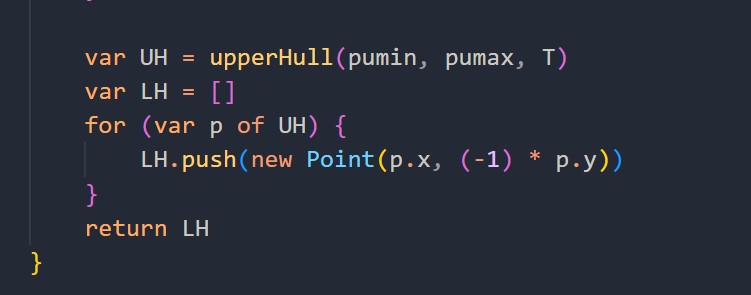 var UH = upperHull(pumin, pumax, T)
var LH = []
for (var p of UH) {
LH.push(new Point(p.x, (-1) * p.y))
}
return LH
}